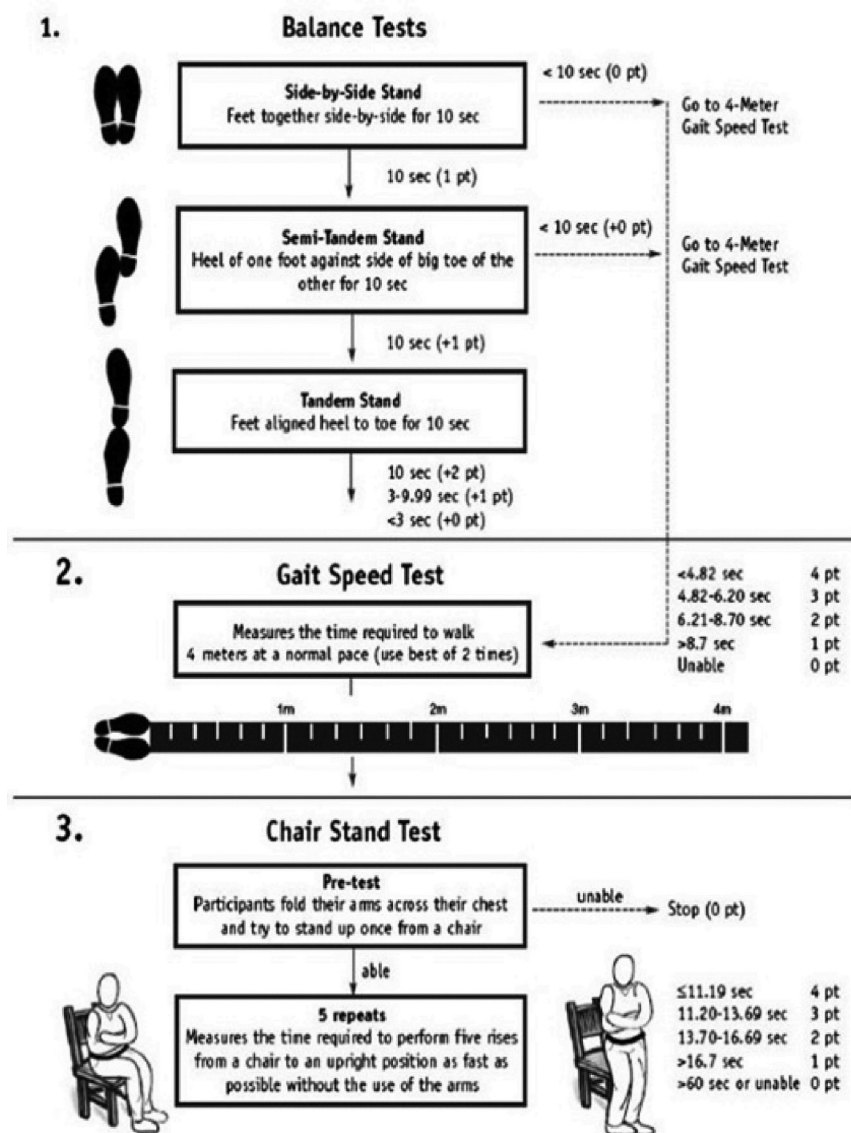 1.
Balance Tests
Side-by-Side Stand
Feet together side-by-side for 10 sec
< 10 sec (0 pt)
Go to 4-Meter
Gait Speed Test
10 sec (1 pt)
Semi-Tandem Stand
Heel of one foot against side of big toe of the
other for 10 sec
< 10 sec (+0 pt)
Go to 4-Meter
Gait Speed Test
10 sec (+1 pt)
Tandem Stand
Feet aligned heel to toe for 10 sec
10 sec (+2 pt)
3-9.99 sec (+1 pt)
<3 sec (+0 pt)
2.
Gait Speed Test
Measures the time required to walk
4 meters at a normal pace (use best of 2 times)
<4.82 sec 4 pt
4.82-6.20 sec 3 pt
6.21-8.70 sec 2 pt
>8.7 sec 1 pt
Unable 0 pt
1m 2m 3m 4m
3.
Chair Stand Test
Pre-test
Participants fold their arms across their chest
and try to stand up once from a chair
unable
Stop (0 pt)
able
5 repeats
Measures the time required to perform five rises
from a chair to an upright position as fast as
possible without the use of the arms
≤11.19 sec 4 pt
11.20-13.69 sec 3 pt
13.70-16.69 sec 2 pt
>16.7 sec 1 pt
>60 sec or unable 0 pt